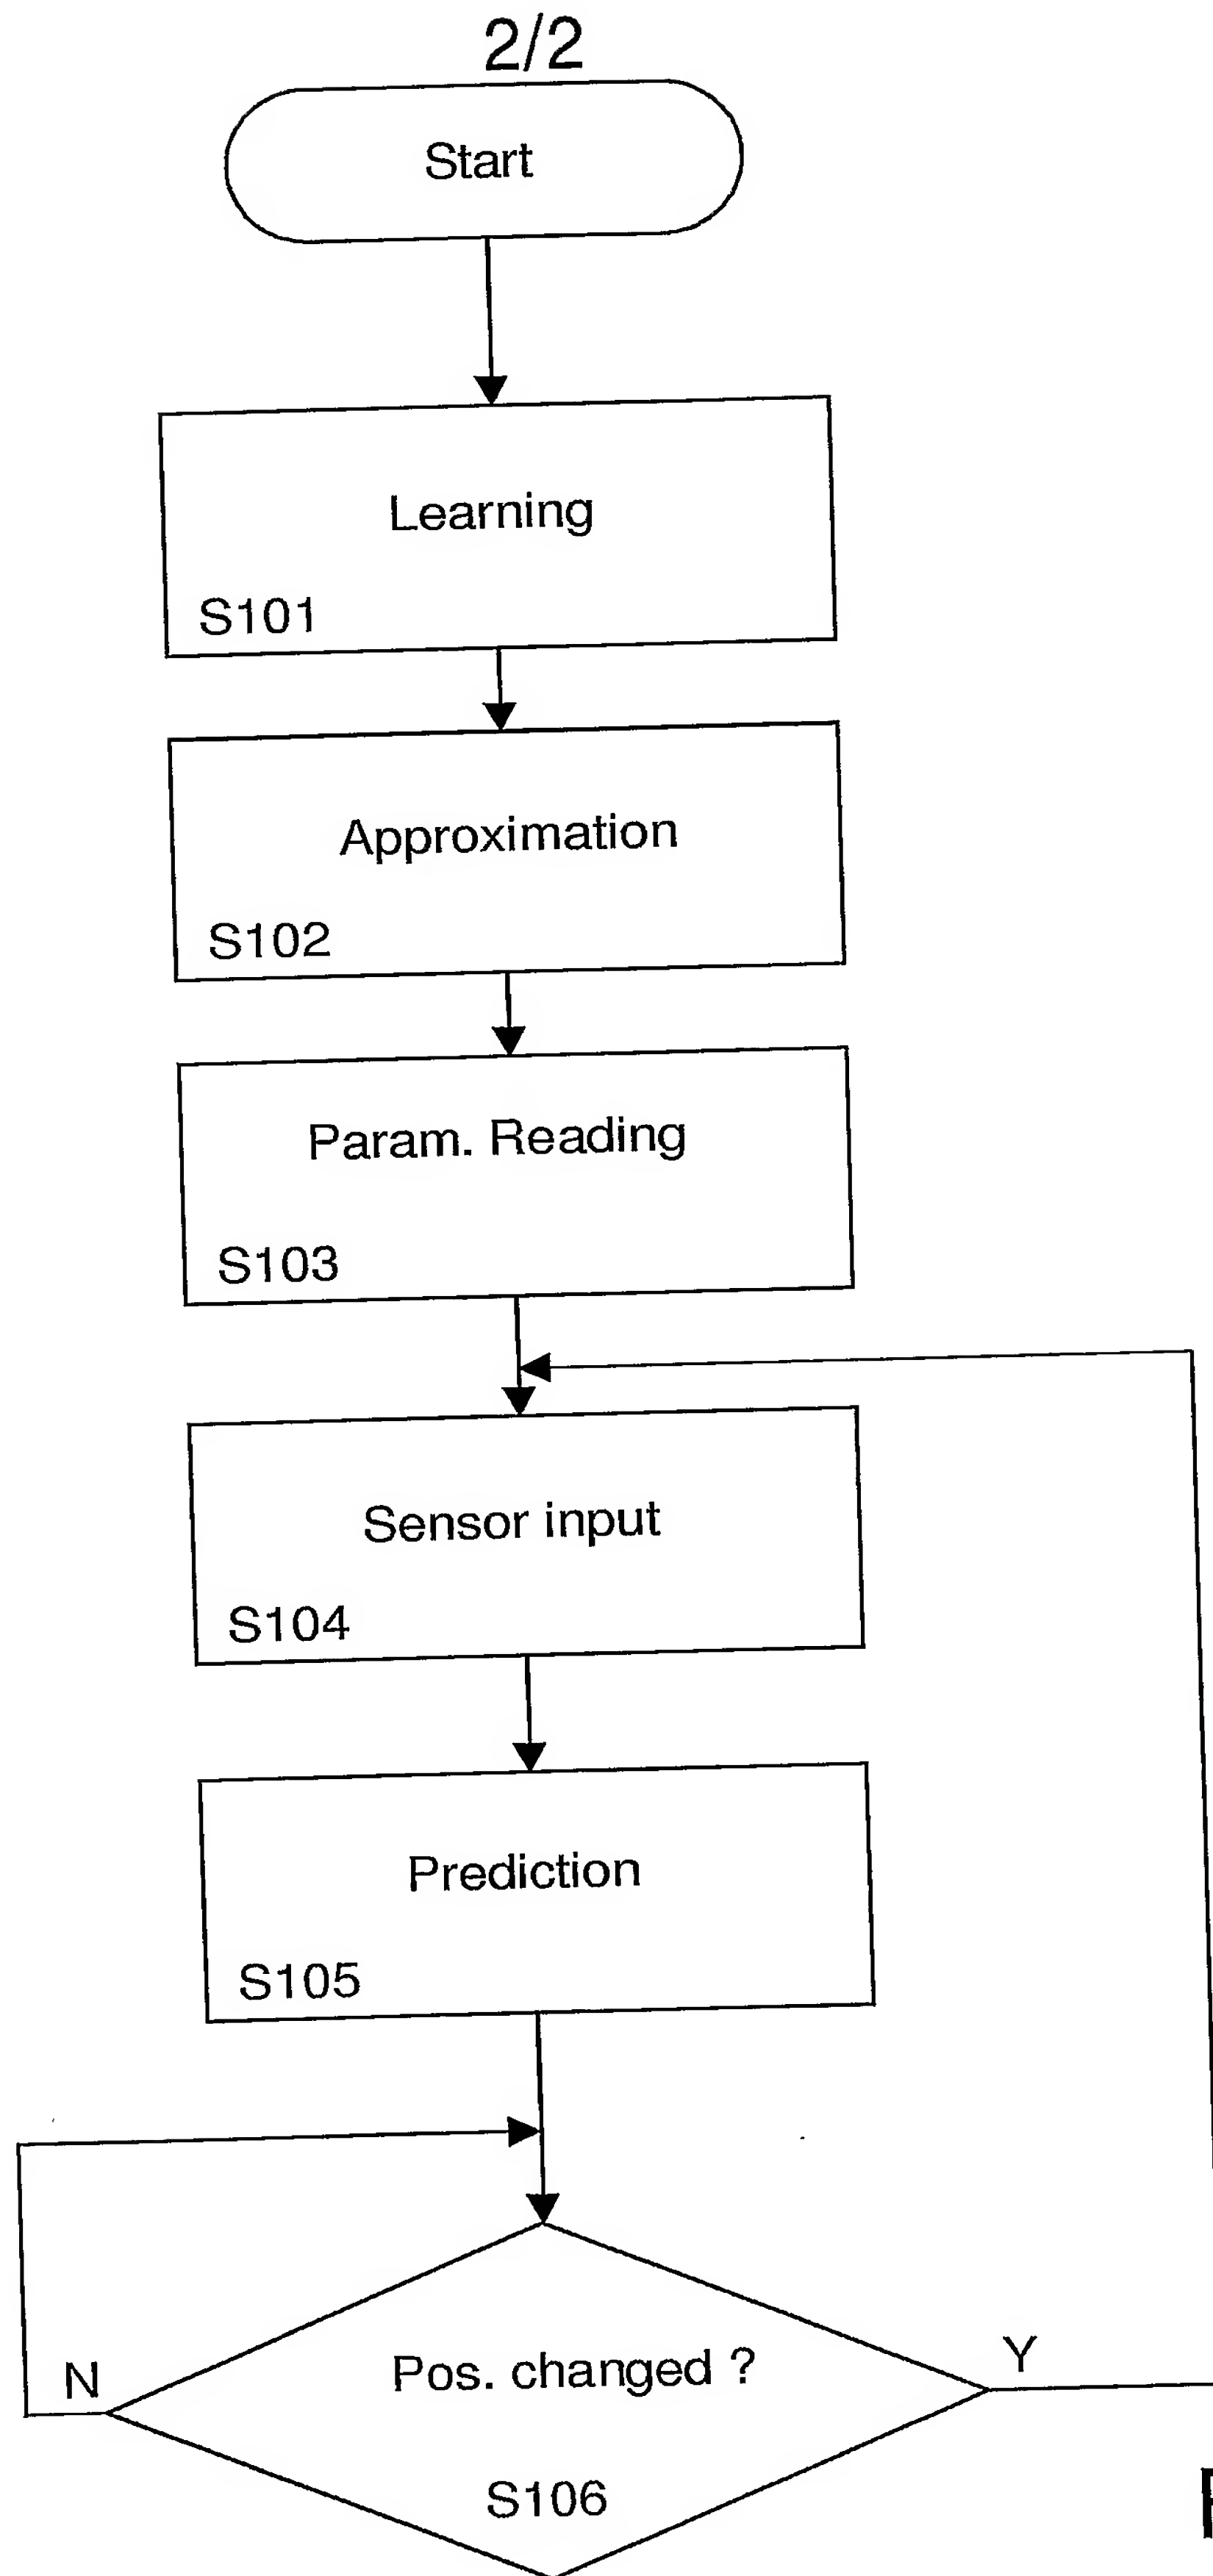 2/2
Start
Learning
S101
Approximation
S102
Param. Reading
S103
Sensor input
S104
Prediction
S105
Pos. changed ?
N
Y
S106